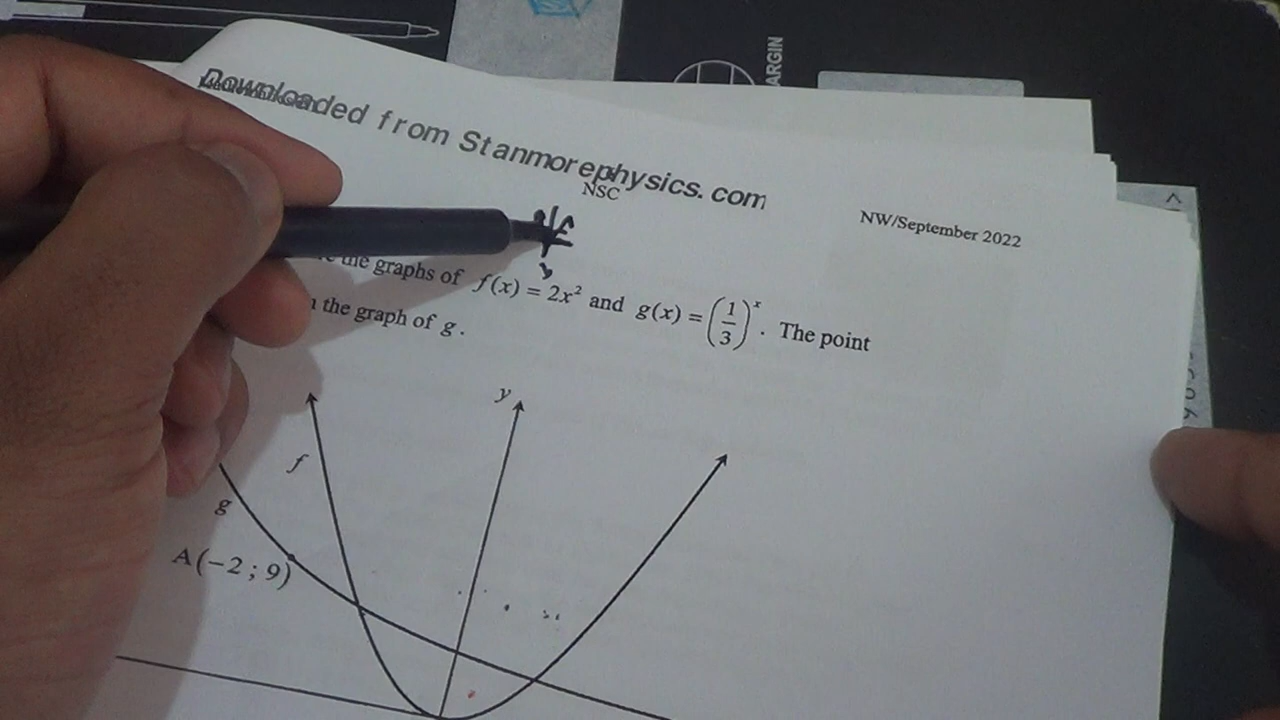 ARGIN
Downloaded from Stanmorephysics.com
NSC
NW/September 2022
the graphs of f(x) = 2x² and g(x) = (1/3)^x. The point
the graph of g.
y
f
g
A(−2 ; 9)